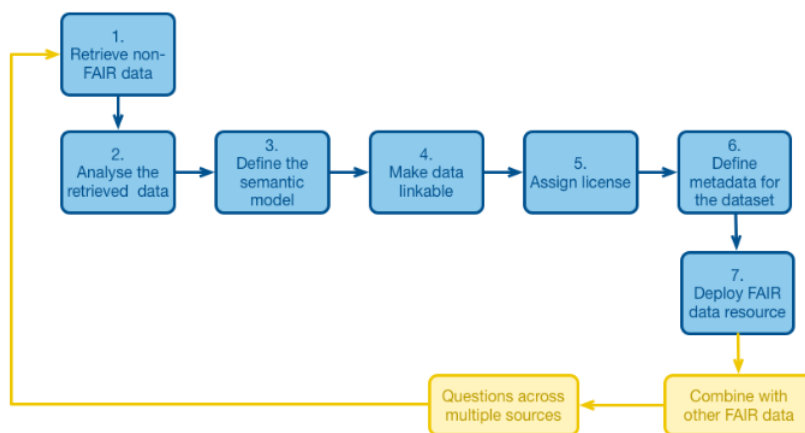 1.
Retrieve non-
FAIR data
2.
Analyse the
retrieved data
3.
Define the
semantic
model
4.
Make data
linkable
5.
Assign license
6.
Define
metadata for
the dataset
7.
Deploy FAIR
data resource
Combine with
other FAIR data
Questions across
multiple sources